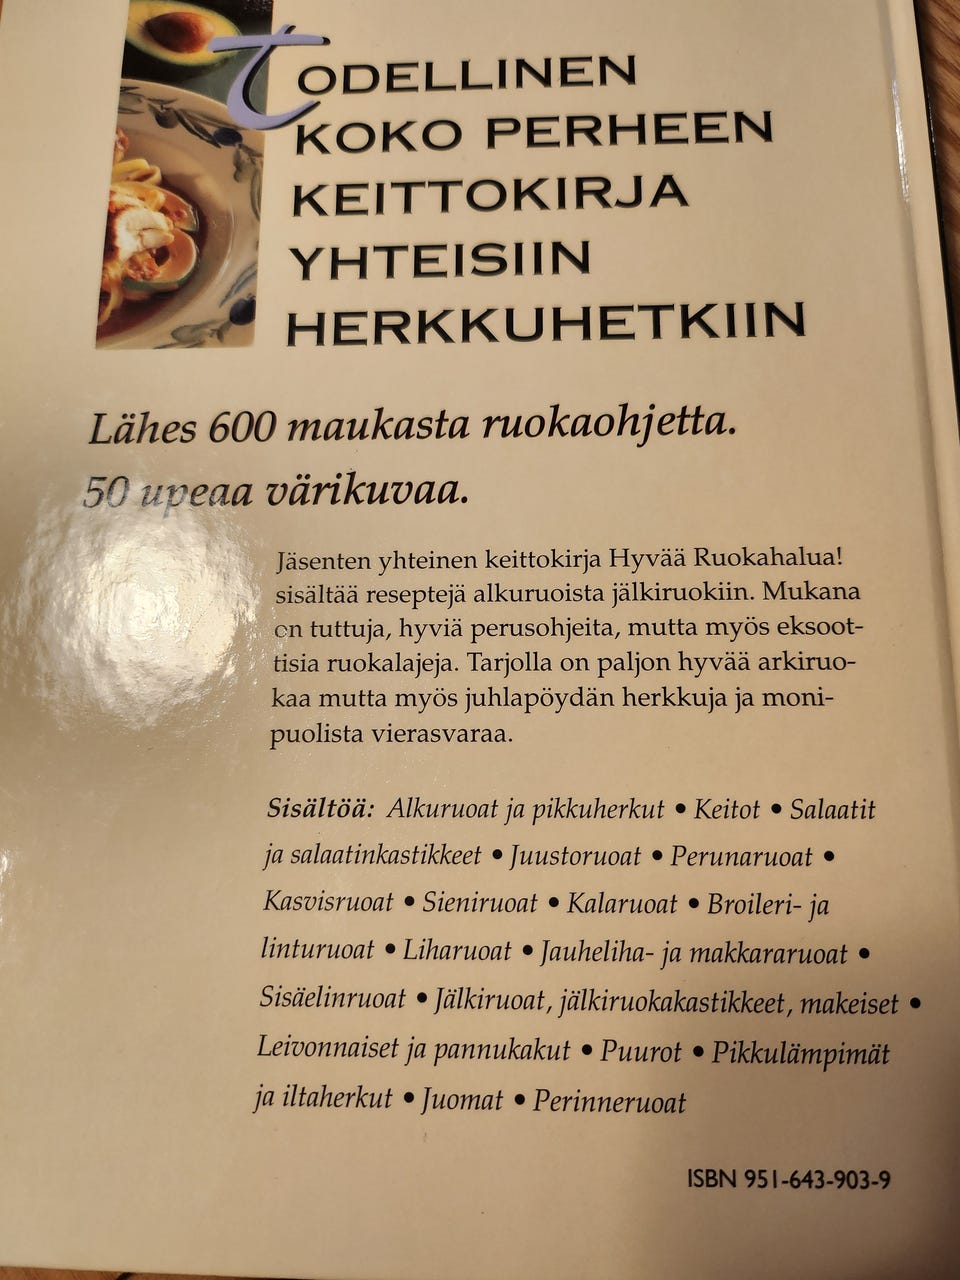 TODELLINEN
KOKO PERHEEN
KEITTOKIRJA
YHTEISIIN
HERKKUHETKIIN
Lähes 600 maukasta ruokaohjetta.
50 upeaa värikuvaa.
Jäsenten yhteinen keittokirja Hyvää Ruokahalua!
sisältää reseptejä alkuruoista jälkiruokiin. Mukana
on tuttuja, hyviä perusohjeita, mutta myös eksoot-
tisia ruokalajeja. Tarjolla on paljon hyvää arkiruo-
kaa mutta myös juhlapöydän herkkuja ja moni-
puolista vierasvaraa.
Sisältöä: Alkuruoat ja pikkuherkut • Keitot • Salaatit
ja salaatinkastikkeet • Juustoruoat • Perunaruoat •
Kasvisruoat • Sieniruoat • Kalaruoat • Broileri- ja
linturuoat • Liharuoat • Jauheliha- ja makkararuoat •
Sisäelinruoat • Jälkiruoat, jälkiruokakastikkeet, makeiset •
Leivonnaiset ja pannukakut • Puurot • Pikkulämpimät
ja iltaherkut • Juomat • Perinneruoat
ISBN 951-643-903-9